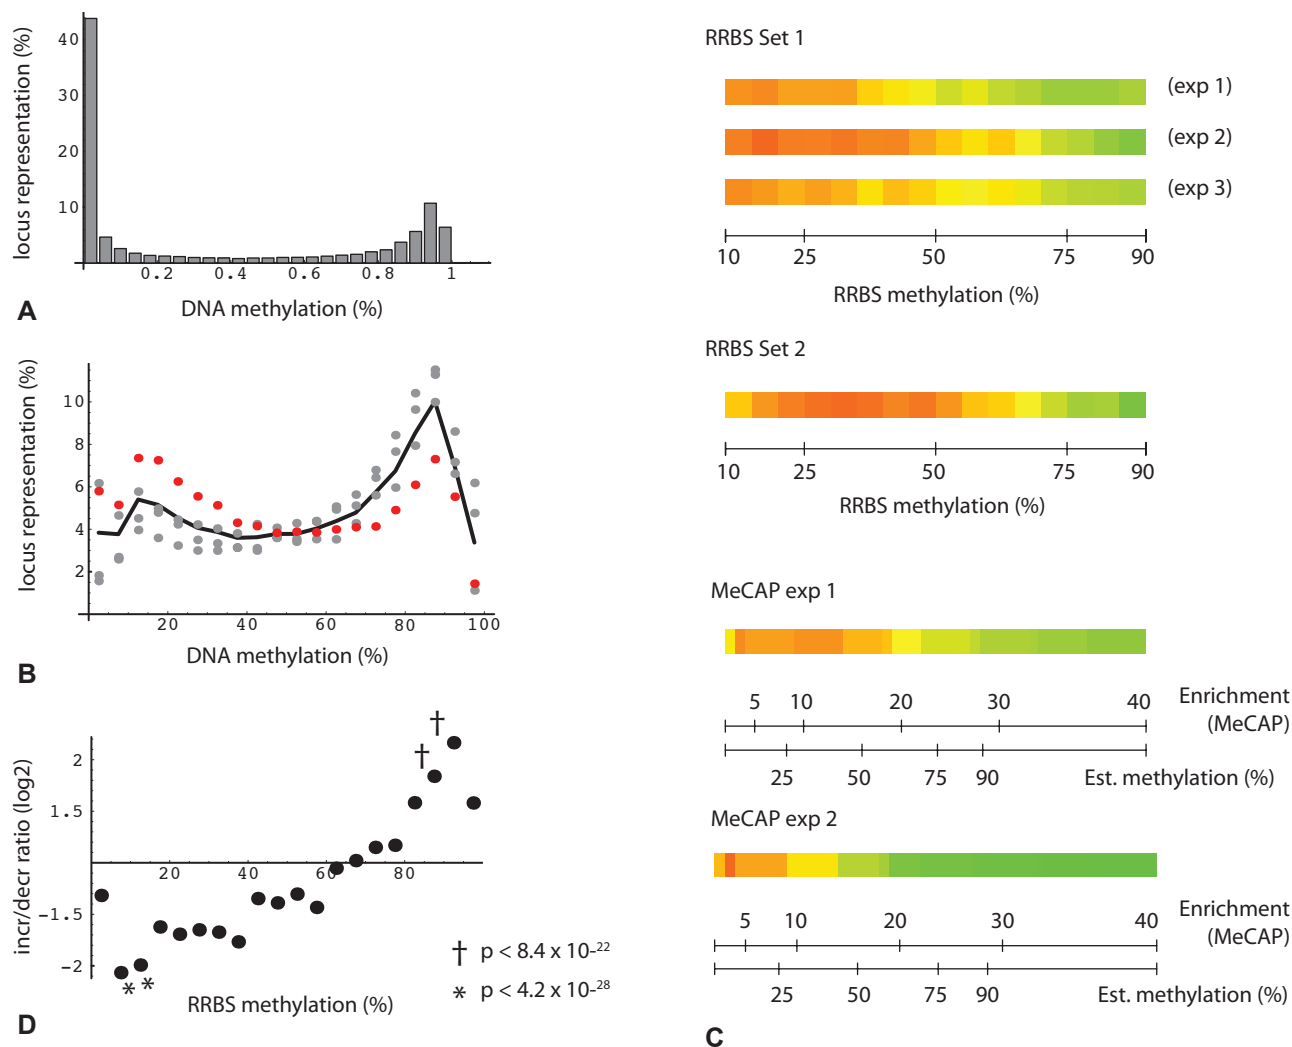 locus representation (%)
40
30
20
10
0.2
0.4
0.6
0.8
1
DNA methylation (%)
A
locus representation (%)
10
8
6
4
2
20
40
60
80
100
DNA methylation (%)
B
incr/decr ratio (log2)
2
1.5
-1.5
-2
20
40
60
80
†
†
*
*
† p < 8.4 x 10-22
* p < 4.2 x 10-28
RRBS methylation (%)
D
RRBS Set 1
(exp 1)
(exp 2)
(exp 3)
10 25 50 75 90
RRBS methylation (%)
RRBS Set 2
10 25 50 75 90
RRBS methylation (%)
MeCAP exp 1
5 10 20 30 40 Enrichment
(MeCAP)
25 50 75 90 Est. methylation (%)
MeCAP exp 2
5 10 20 30 40 Enrichment
(MeCAP)
25 50 75 90 Est. methylation (%)
C